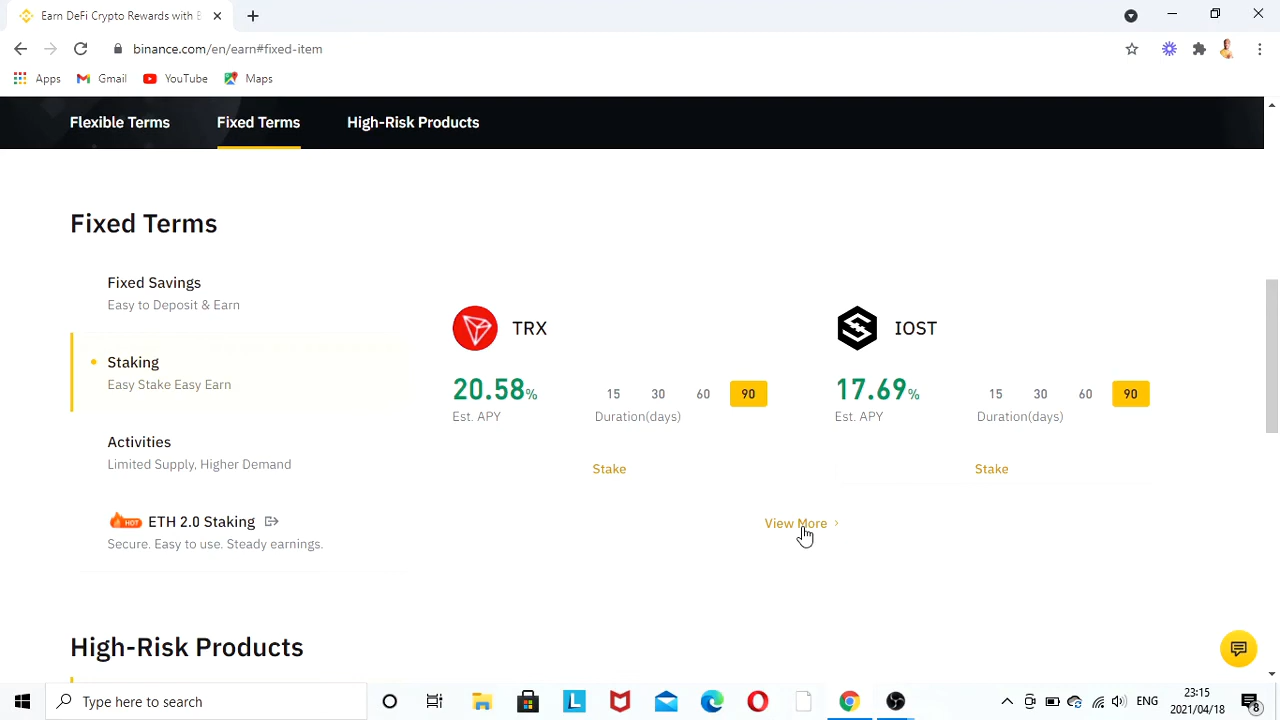 Earn DeFi Crypto Rewards with B
binance.com/en/earn#fixed-item
Apps Gmail YouTube Maps
Flexible Terms Fixed Terms High-Risk Products
Fixed Terms
Fixed Savings
Easy to Deposit & Earn
Staking
Easy Stake Easy Earn
Activities
Limited Supply, Higher Demand
HOT ETH 2.0 Staking
Secure. Easy to use. Steady earnings.
TRX
20.58%
Est. APY
15 30 60 90
Duration(days)
Stake
IOST
17.69%
Est. APY
15 30 60 90
Duration(days)
Stake
View More
High-Risk Products
Type here to search
L
ENG
23:15
2021/04/18
8